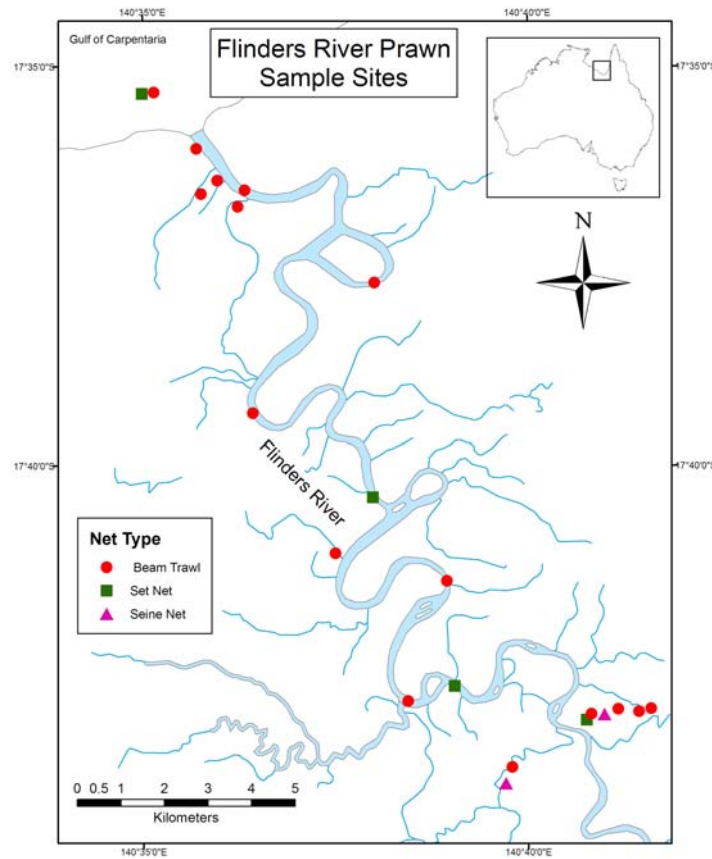 140°35'0"E
140°40'0"E
Gulf of Carpentaria
Flinders River Prawn
Sample Sites
17°35'0"S
17°35'0"S
N
17°40'0"S
17°40'0"S
Flinders River
Net Type
Beam Trawl
Set Net
Seine Net
0 0.5 1 2 3 4 5
Kilometers
140°35'0"E
140°40'0"E